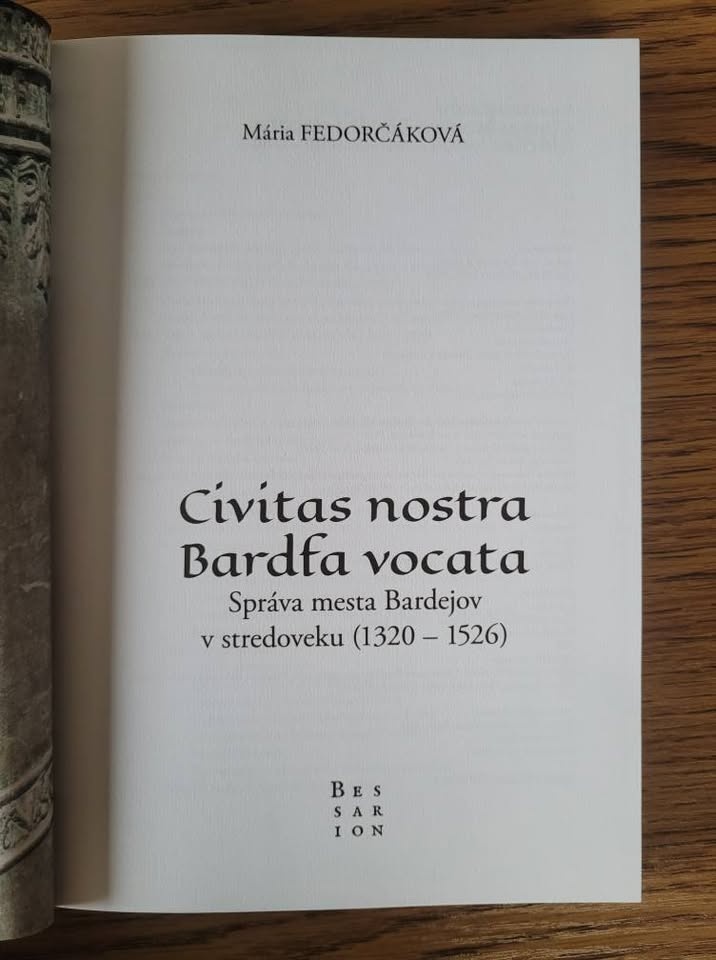 Mária FEDORČÁKOVÁ
Civitas nostra
Bardfa vocata
Správa mesta Bardejov
v stredoveku (1320 – 1526)
BES
SAR
ION